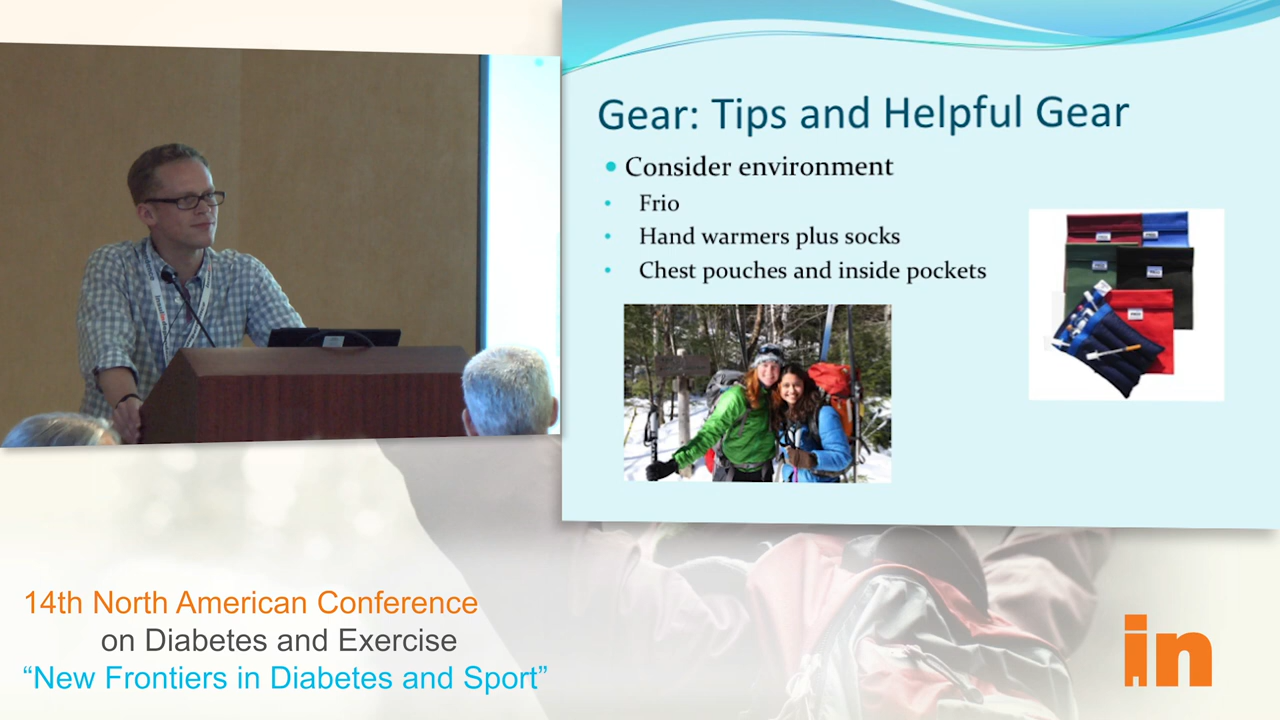 Gear: Tips and Helpful Gear
• Consider environment
• Frio
• Hand warmers plus socks
• Chest pouches and inside pockets
14th North American Conference
on Diabetes and Exercise
“New Frontiers in Diabetes and Sport”
in